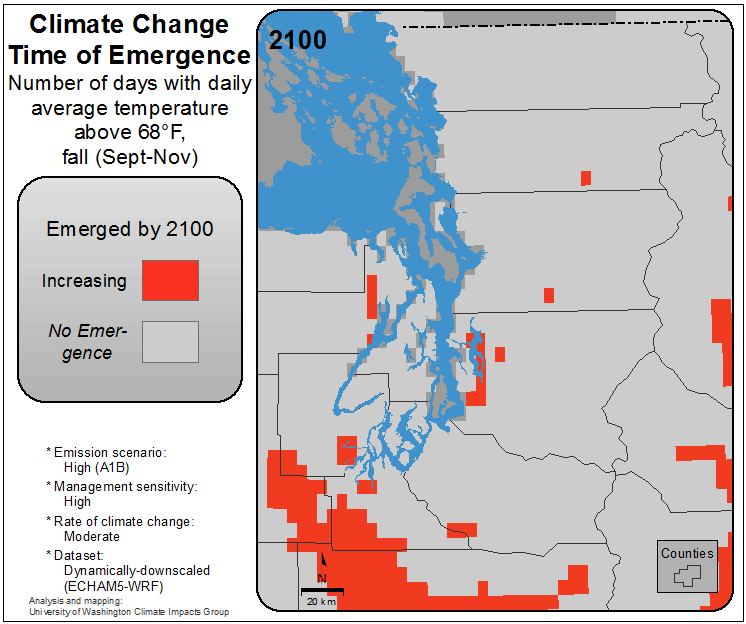 Climate Change
Time of Emergence
Number of days with daily
average temperature
above 68°F,
fall (Sept-Nov)
Emerged by 2100
Increasing
No Emer-
gence
* Emission scenario:
High (A1B)
* Management sensitivity:
High
* Rate of climate change:
Moderate
* Dataset:
Dynamically-downscaled
(ECHAM5-WRF)
Analysis and mapping:
University of Washington Climate Impacts Group
2100
N
20 km
Counties